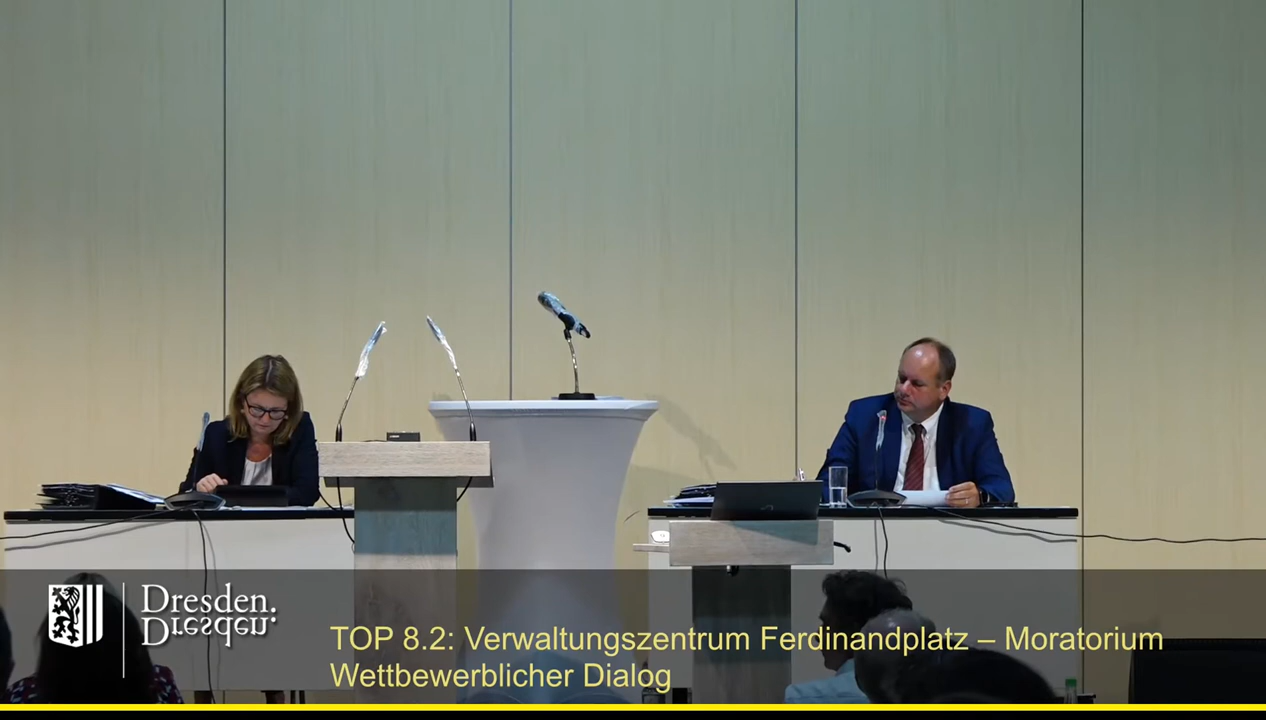 Dresden.
Dresden.
TOP 8.2: Verwaltungszentrum Ferdinandplatz – Moratorium
Wettbewerblicher Dialog